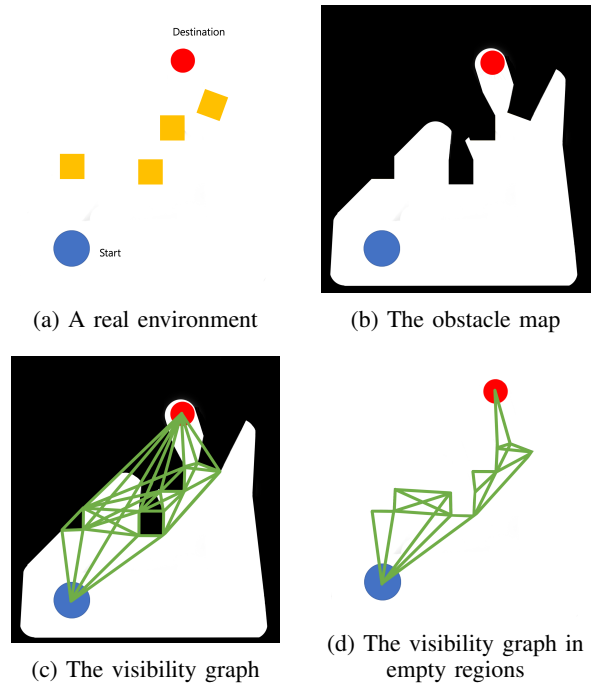 Destination
Start
(a) A real environment
(b) The obstacle map
(c) The visibility graph
(d) The visibility graph in
empty regions